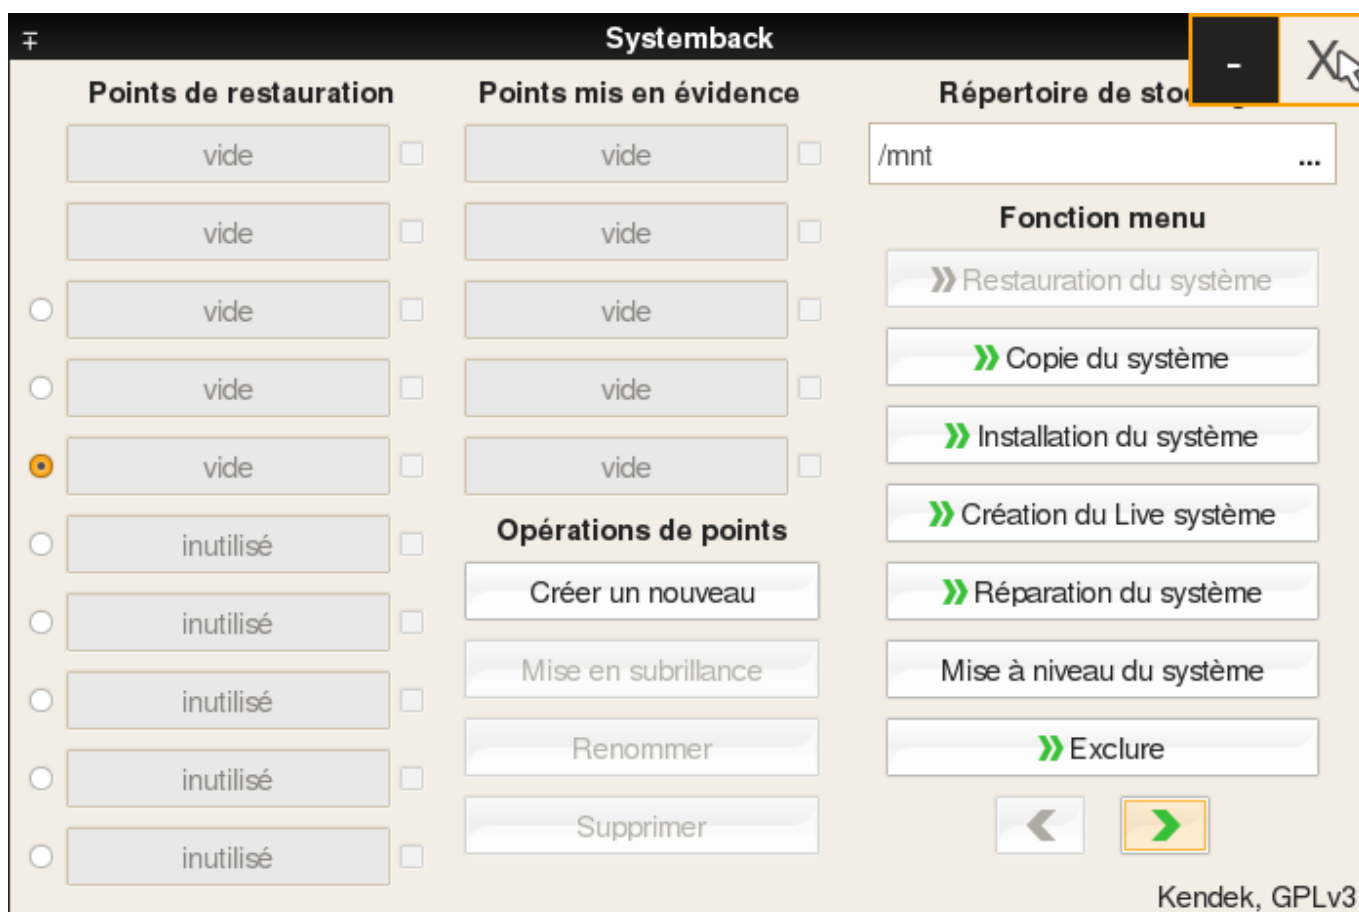 Systemback
-
X
Points de restauration
vide
vide
vide
vide
vide
inutilisé
inutilisé
inutilisé
inutilisé
inutilisé
Points mis en évidence
vide
vide
vide
vide
vide
Opérations de points
Créer un nouveau
Mise en subrillance
Renommer
Supprimer
Répertoire de
/mnt
...
Fonction menu
Restauration du système
Copie du système
Installation du système
Création du Live système
Réparation du système
Mise à niveau du système
Exclure
Kendek, GPLv3